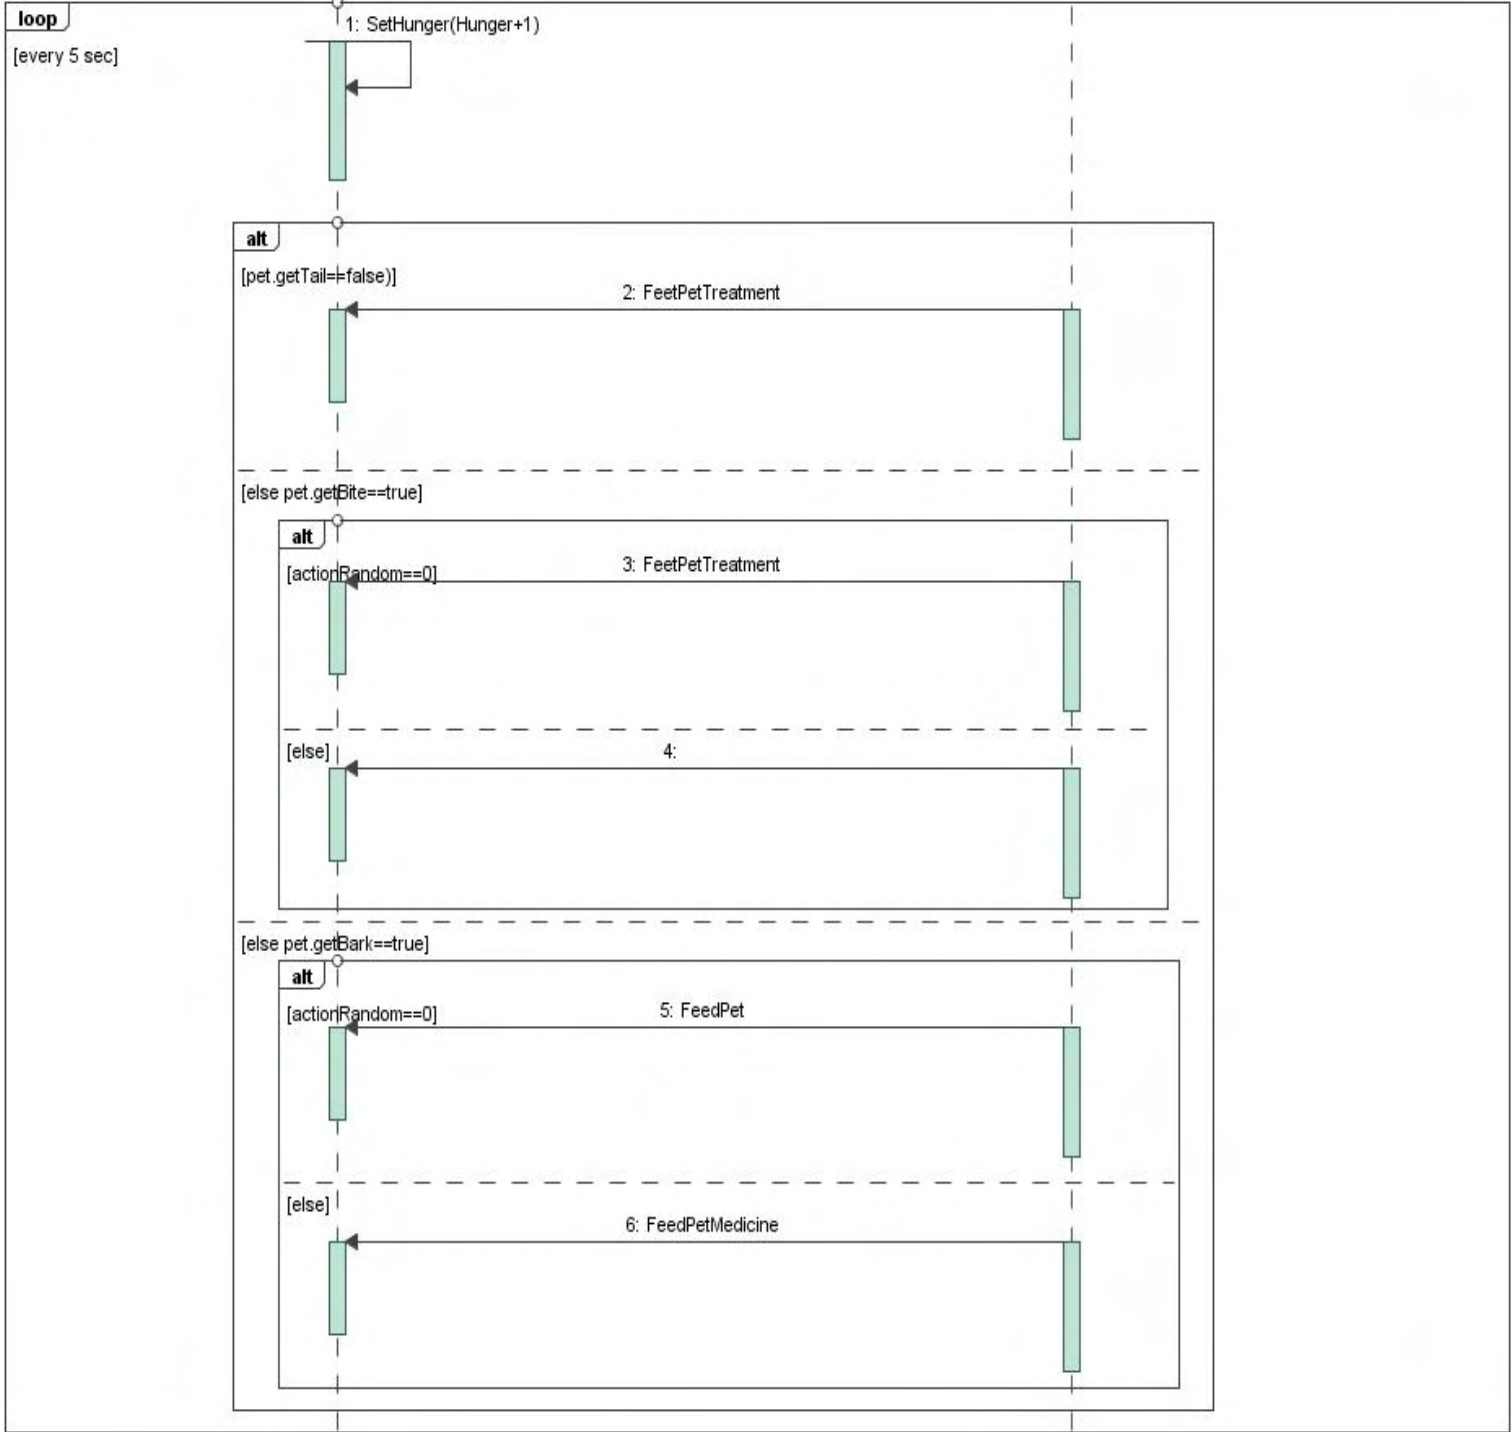 loop
1: SetHunger(Hunger+1)
[every 5 sec]
alt
[pet.getTail==false)]
2: FeetPetTreatment
[else pet.getBite==true]
alt
3: FeetPetTreatment
[actionRandom==0]
[else]
4:
[else pet.getBark==true]
alt
5: FeedPet
[actionRandom==0]
[else]
6: FeedPetMedicine